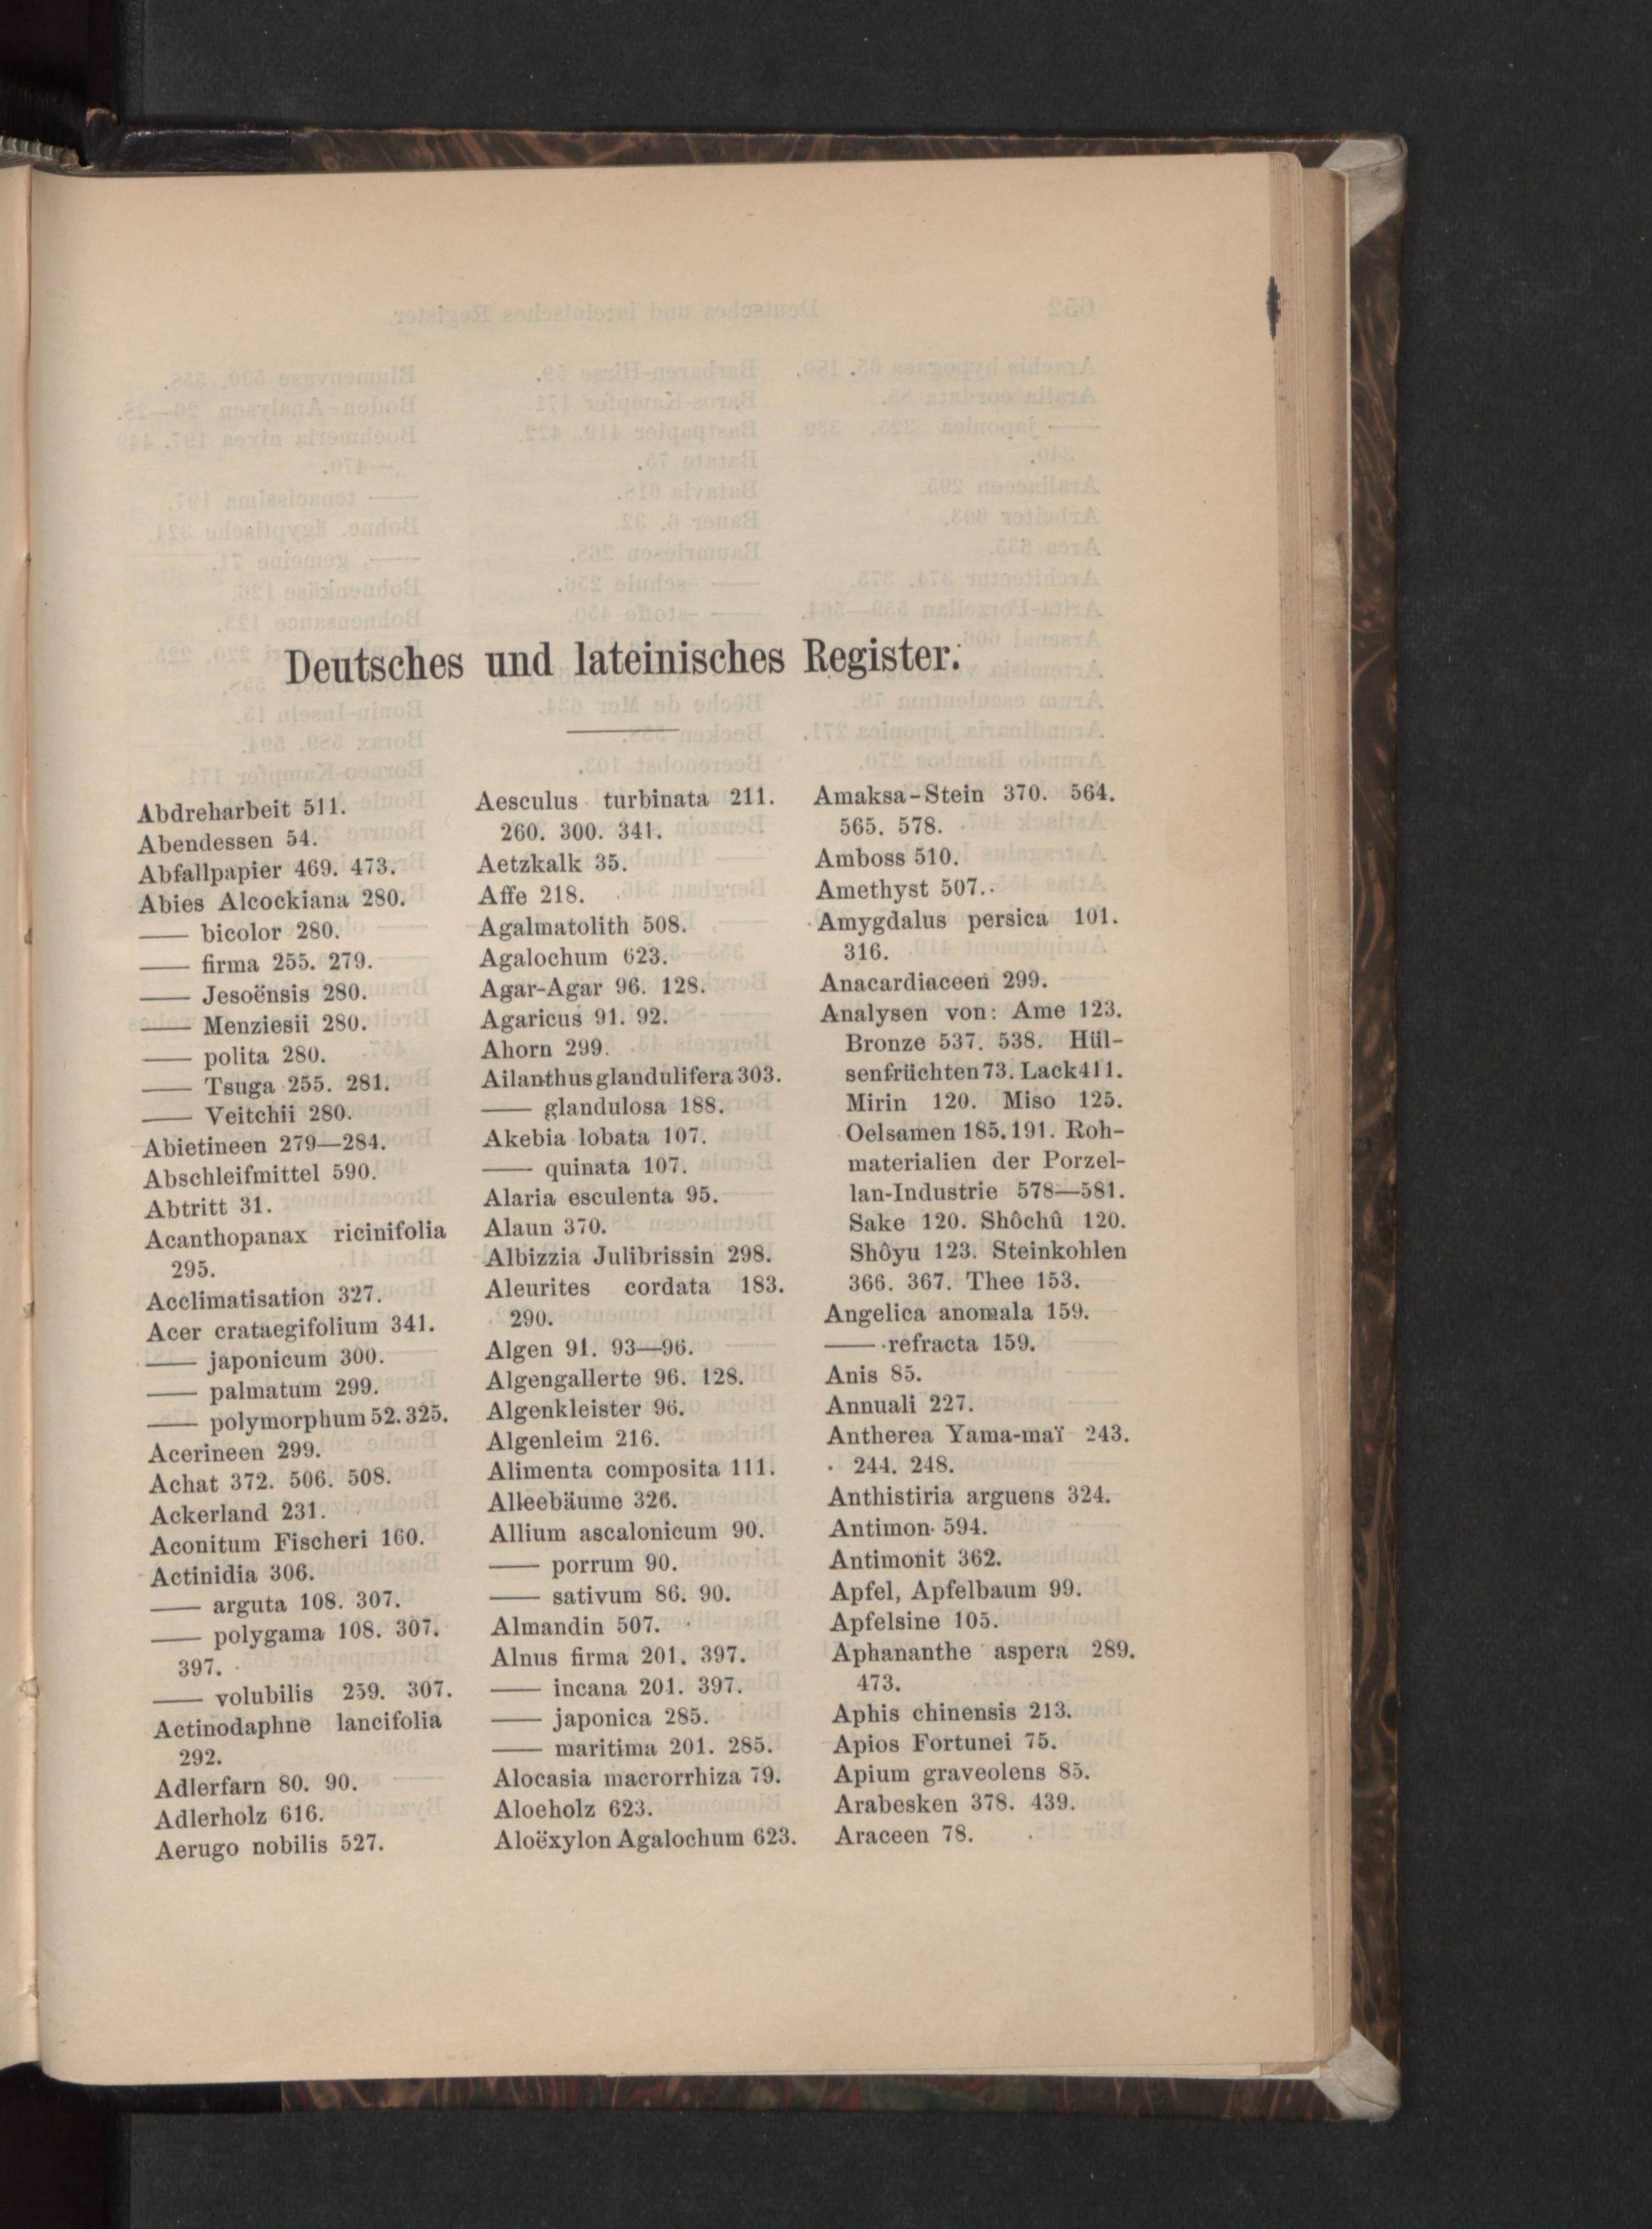 Deutsches und lateinisches Register.
Abdreharbeit 511.
Abendessen 54.
Abfallpapier 469. 473.
Abies Alcockiana 280.
—— bicolor 280.
—— firma 255. 279.
—— Jesoënsis 280.
—— Menziesii 280.
—— polita 280.
—— Tsuga 255. 281.
—— Veitchii 280.
Abietineen 279—284.
Abschleifmittel 590.
Abtritt 31.
Acanthopanax ricinifolia
295.
Acclimatisation 327.
Acer crataegifolium 341.
—— japonicum 300.
—— palmatum 299.
—— polymorphum 52. 325.
Acerineen 299.
Achat 372. 506. 508.
Ackerland 231.
Aconitum Fischeri 160.
Actinidia 306.
—— arguta 108. 307.
—— polygama 108. 307.
397.
—— volubilis 259. 307.
Actinodaphne lancifolia
292.
Adlerfarn 80. 90.
Adlerholz 616.
Aerugo nobilis 527.
Aesculus turbinata 211.
260. 300. 341.
Aetzkalk 35.
Affe 218.
Agalmatolith 508.
Agalochum 623.
Agar-Agar 96. 128.
Agaricus 91. 92.
Ahorn 299.
Ailanthus glandulifera 303.
—— glandulosa 188.
Akebia lobata 107.
—— quinata 107.
Alaria esculenta 95.
Alaun 370.
Albizzia Julibrissin 298.
Aleurites cordata 183.
290.
Algen 91. 93—96.
Algengallerte 96. 128.
Algenkleister 96.
Algenleim 216.
Alimenta composita 111.
Alleebäume 326.
Allium ascalonicum 90.
—— porrum 90.
—— sativum 86. 90.
Almandin 507.
Alnus firma 201. 397.
—— incana 201. 397.
—— japonica 285.
—— maritima 201. 285.
Alocasia macrorrhiza 79.
Aloeholz 623.
Aloëxylon Agalochum 623.
Amaksa-Stein 370. 564.
565. 578.
Amboss 510.
Amethyst 507.
Amygdalus persica 101.
316.
Anacardiaceen 299.
Analysen von: Ame 123.
Bronze 537. 538. Hül-
senfrüchten 73. Lack 411.
Mirin 120. Miso 125.
Oelsamen 185. 191. Roh-
materialien der Porzel-
lan-Industrie 578—581.
Sake 120. Shôchû 120.
Shôyu 123. Steinkohlen
366. 367. Thee 153.
Angelica anomala 159.
—— refracta 159.
Anis 85.
Annuali 227.
Antherea Yama-maï 243.
244. 248.
Anthistiria arguens 324.
Antimon 594.
Antimonit 362.
Apfel, Apfelbaum 99.
Apfelsine 105.
Aphananthe aspera 289.
473.
Aphis chinensis 213.
Apios Fortunei 75.
Apium graveolens 85.
Arabesken 378. 439.
Araceen 78.